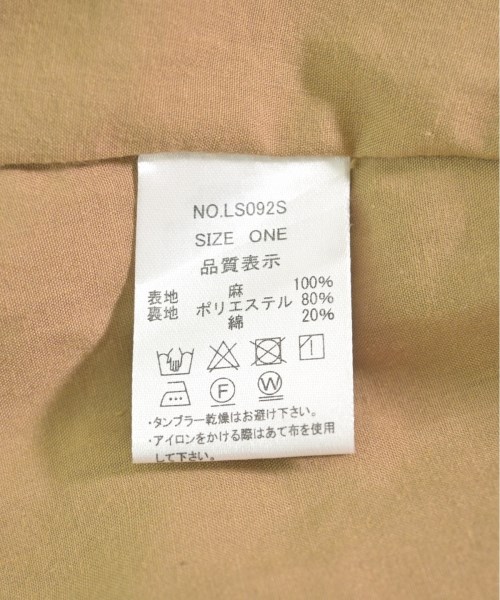 NO.LS092S
SIZE ONE
品質表示
表地 麻 100%
裏地 ポリエステル 80%
綿 20%
F W
・タンブラー乾燥はお避け下さい。
・アイロンをかける際はあて布を使用
して下さい。